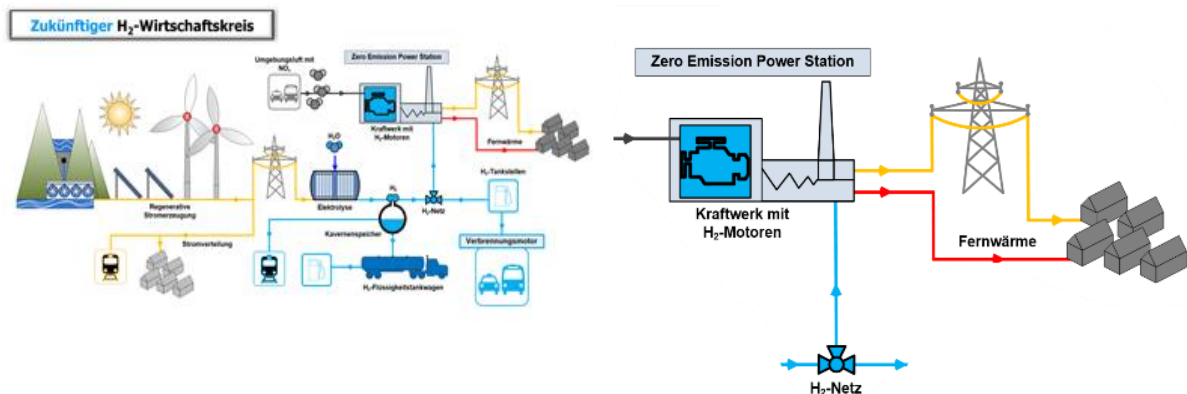 Zukünftiger H₂-Wirtschaftskreis
Zero Emission Power Station
Umgebungsluft mit
NOₓ
Kraftwerk mit
H₂-Motoren
Fernwärme
H₂O
H₂-Tankstellen
Regenerative
Stromerzeugung
Elektrolyse
H₂
H₂-Netz
Kavernenspeicher
Stromverteilung
Verbrennungsmotor
H₂-Flüssigkeitstankwagen
Zero Emission Power Station
Kraftwerk mit
H₂-Motoren
Fernwärme
H₂-Netz